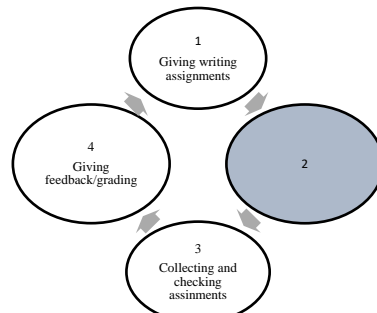 1
Giving writing
assignments
2
3
Collecting and
checking
assinments
4
Giving
feedback/grading